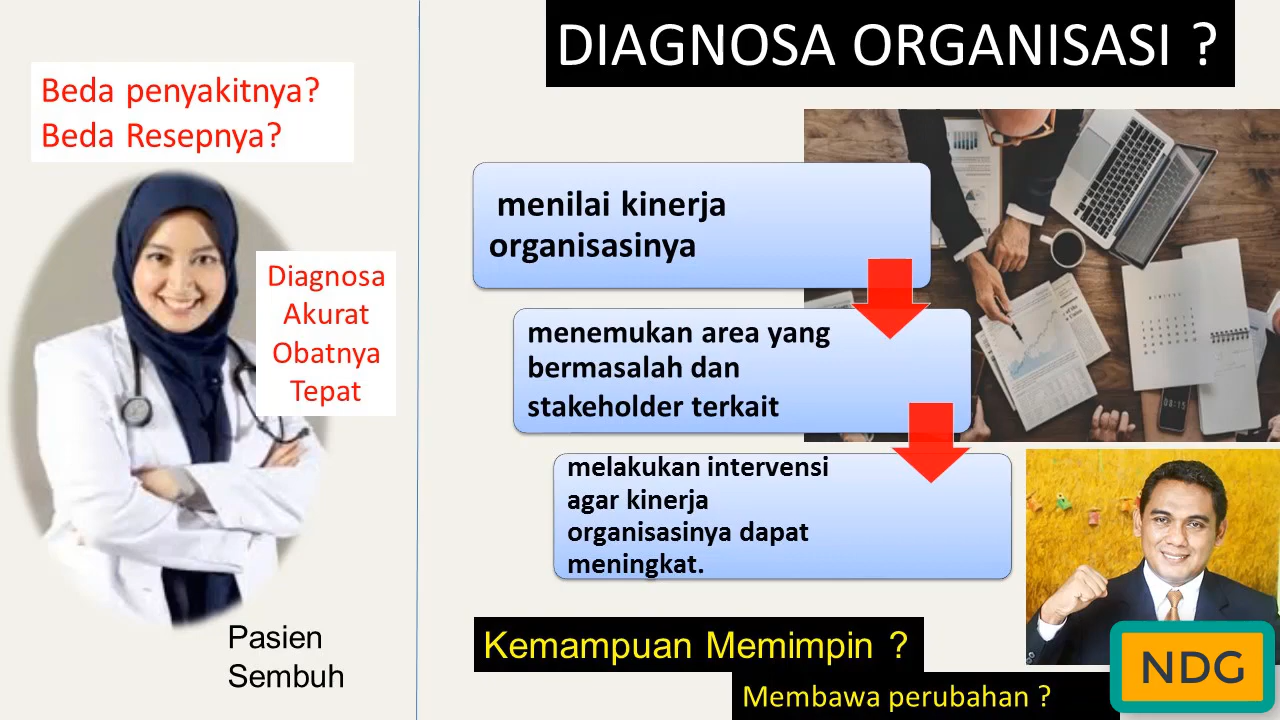 DIAGNOSA ORGANISASI ?
Beda penyakitnya?
Beda Resepnya?
Diagnosa
Akurat
Obatnya
Tepat
Pasien
Sembuh
menilai kinerja
organisasinya
menemukan area yang
bermasalah dan
stakeholder terkait
melakukan intervensi
agar kinerja
organisasinya dapat
meningkat.
Kemampuan Memimpin ?
Membawa perubahan ?
NDG